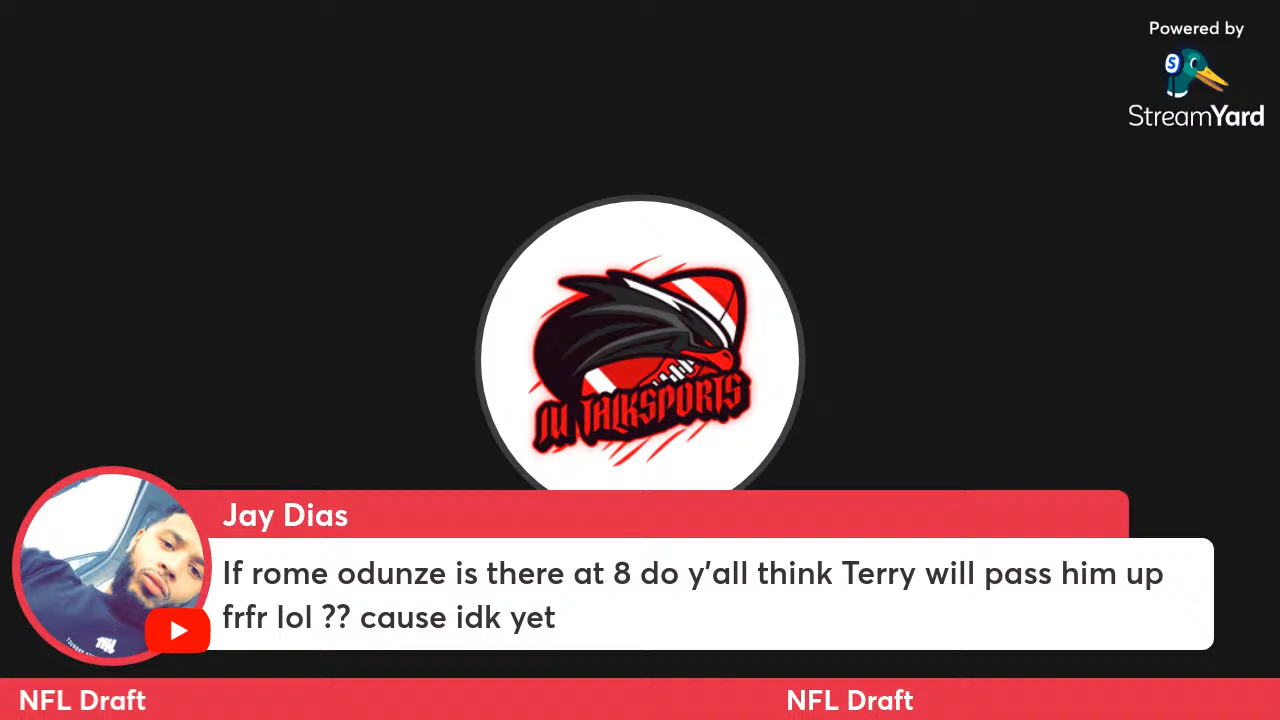 Powered by
S
StreamYard
TALKSPORTS
Jay Dias
If rome odunze is there at 8 do y'all think Terry will pass him up
frfr lol ?? cause idk yet
NFL Draft
NFL Draft